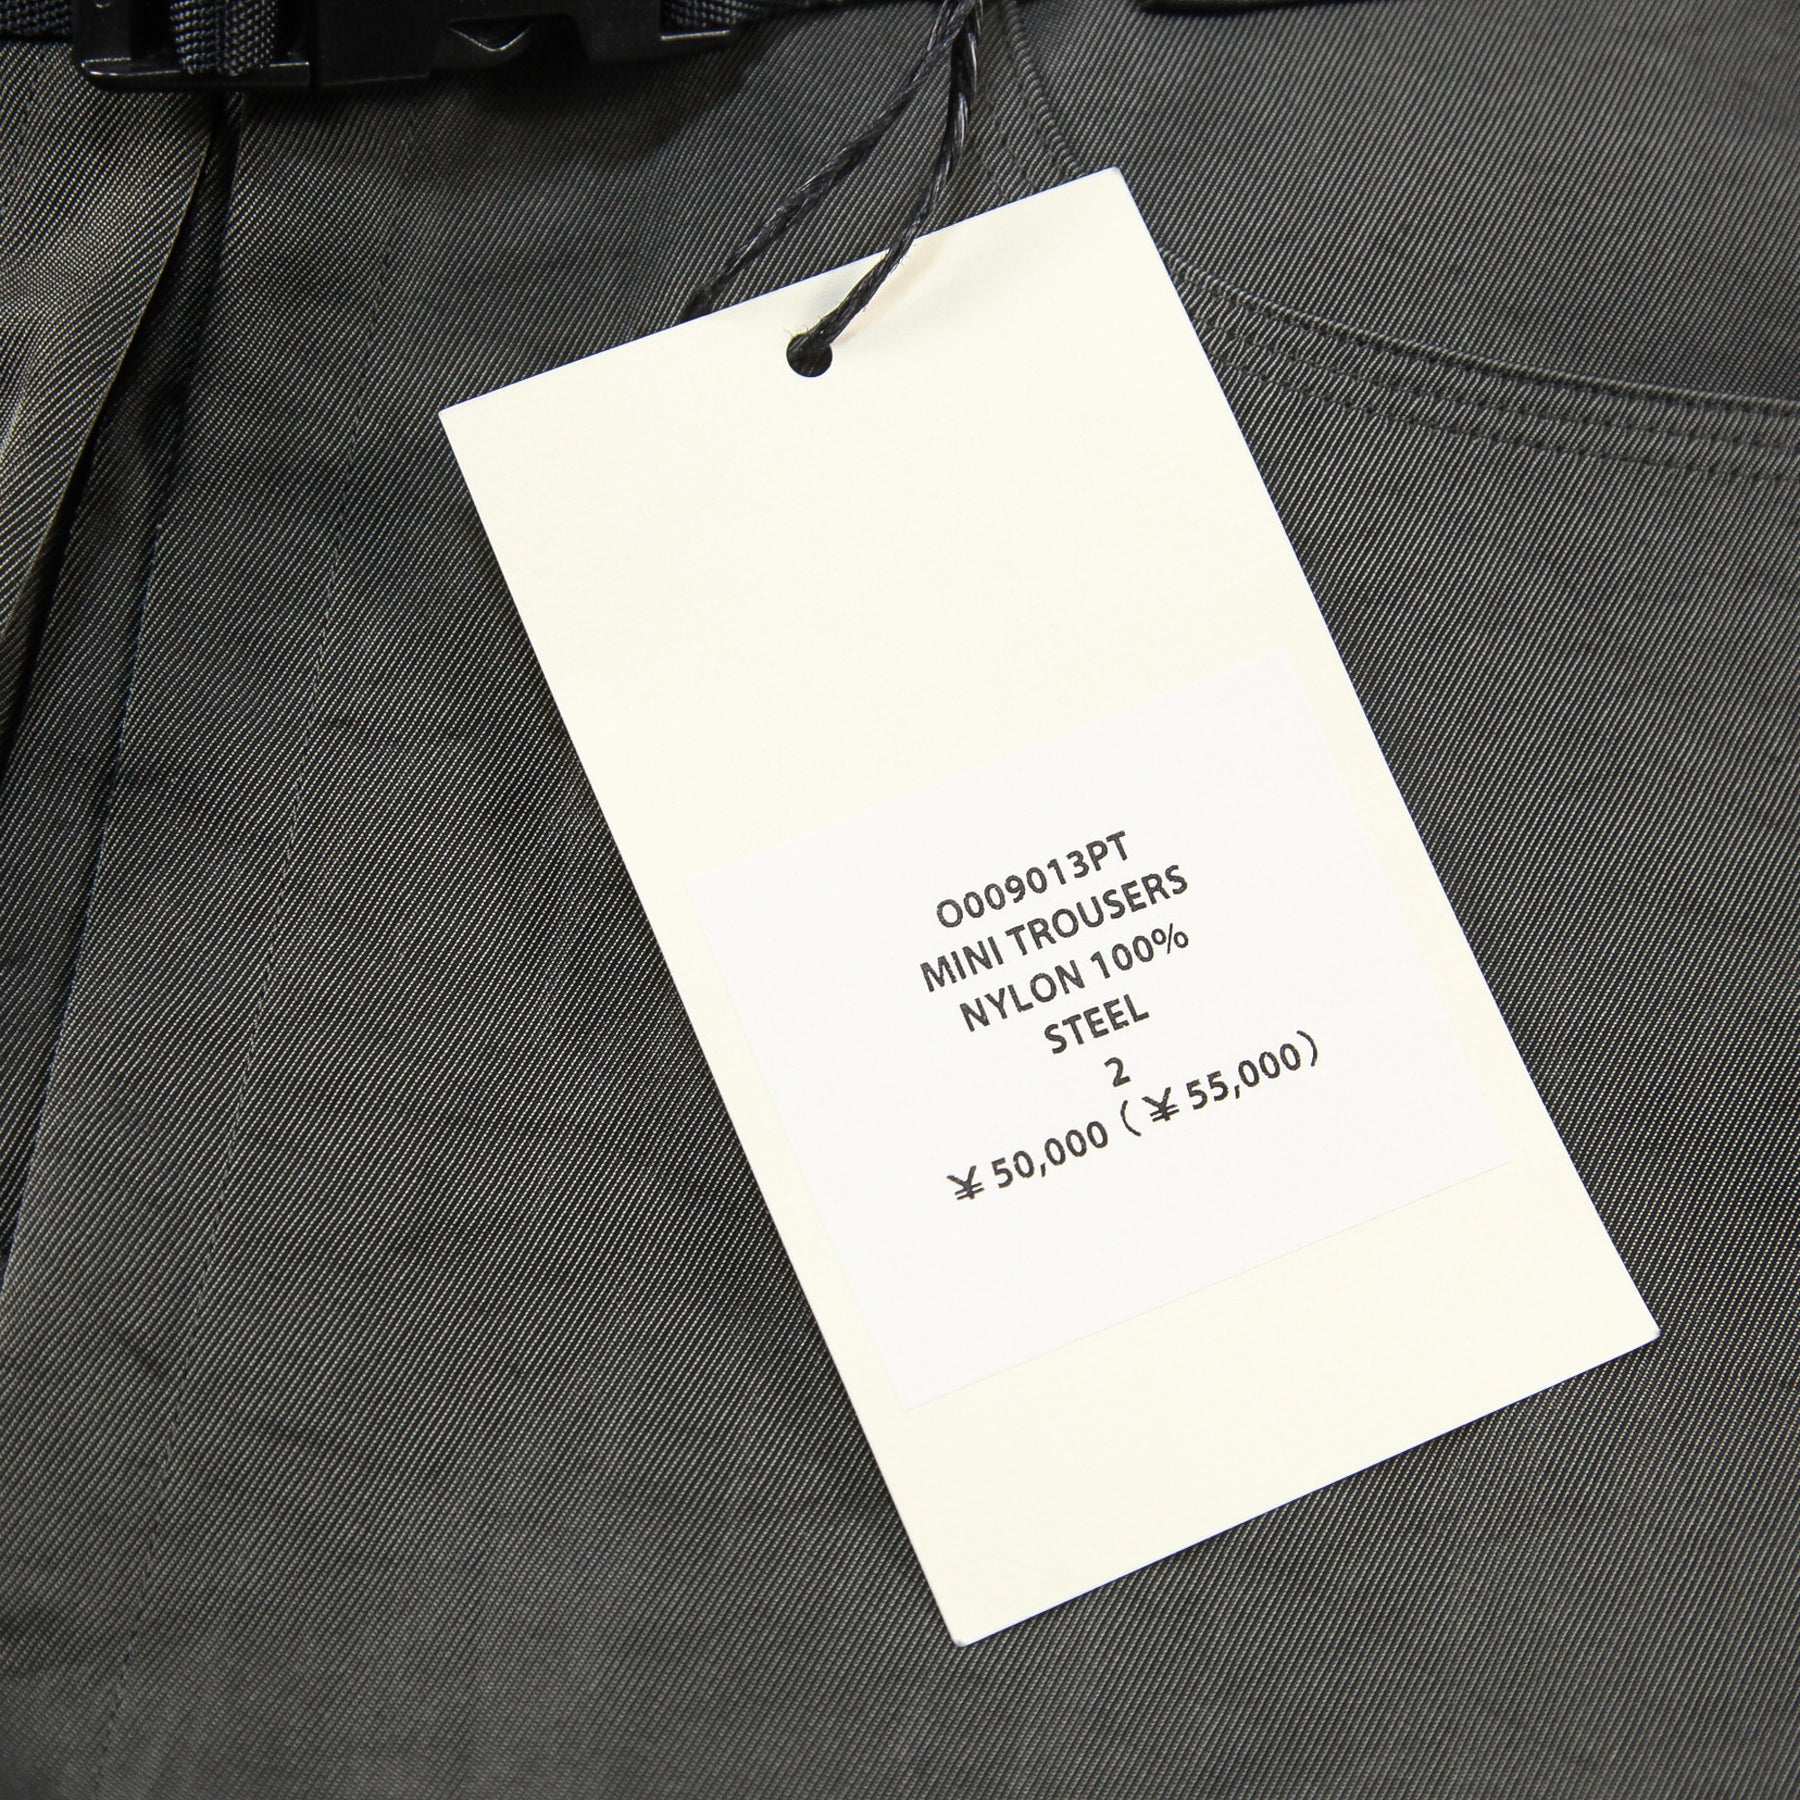 O009013PT
MINI TROUSERS
NYLON 100%
STEEL
2
¥ 50,000 (¥ 55,000)